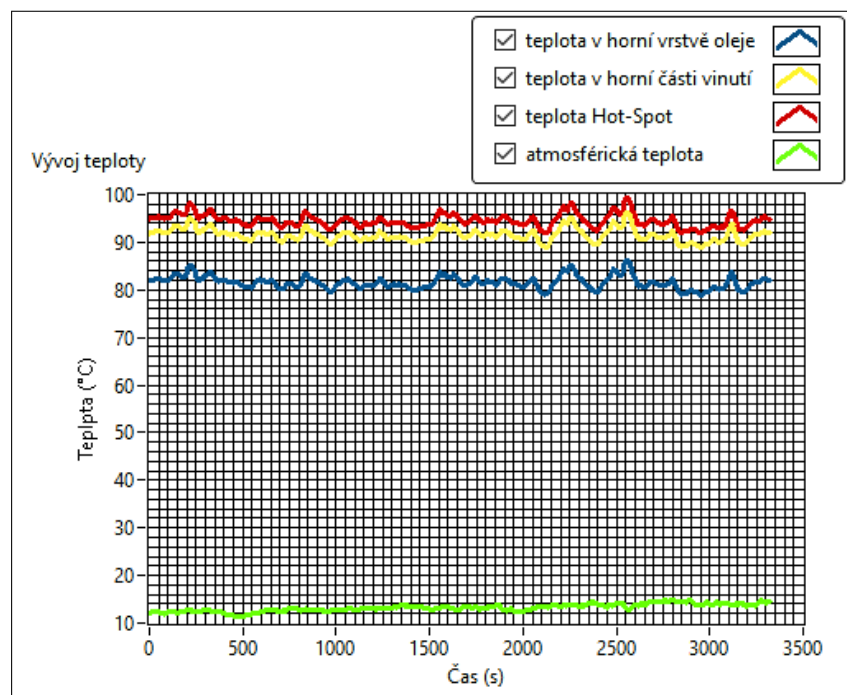 teplota v horní vrstvě oleje
teplota v horní části vinutí
teplota Hot-Spot
atmosférická teplota
Vývoj teploty
100
90
80
70
60
50
40
30
20
10
Teplpta (°C)
0
500
1000
1500
2000
2500
3000
3500
Čas (s)